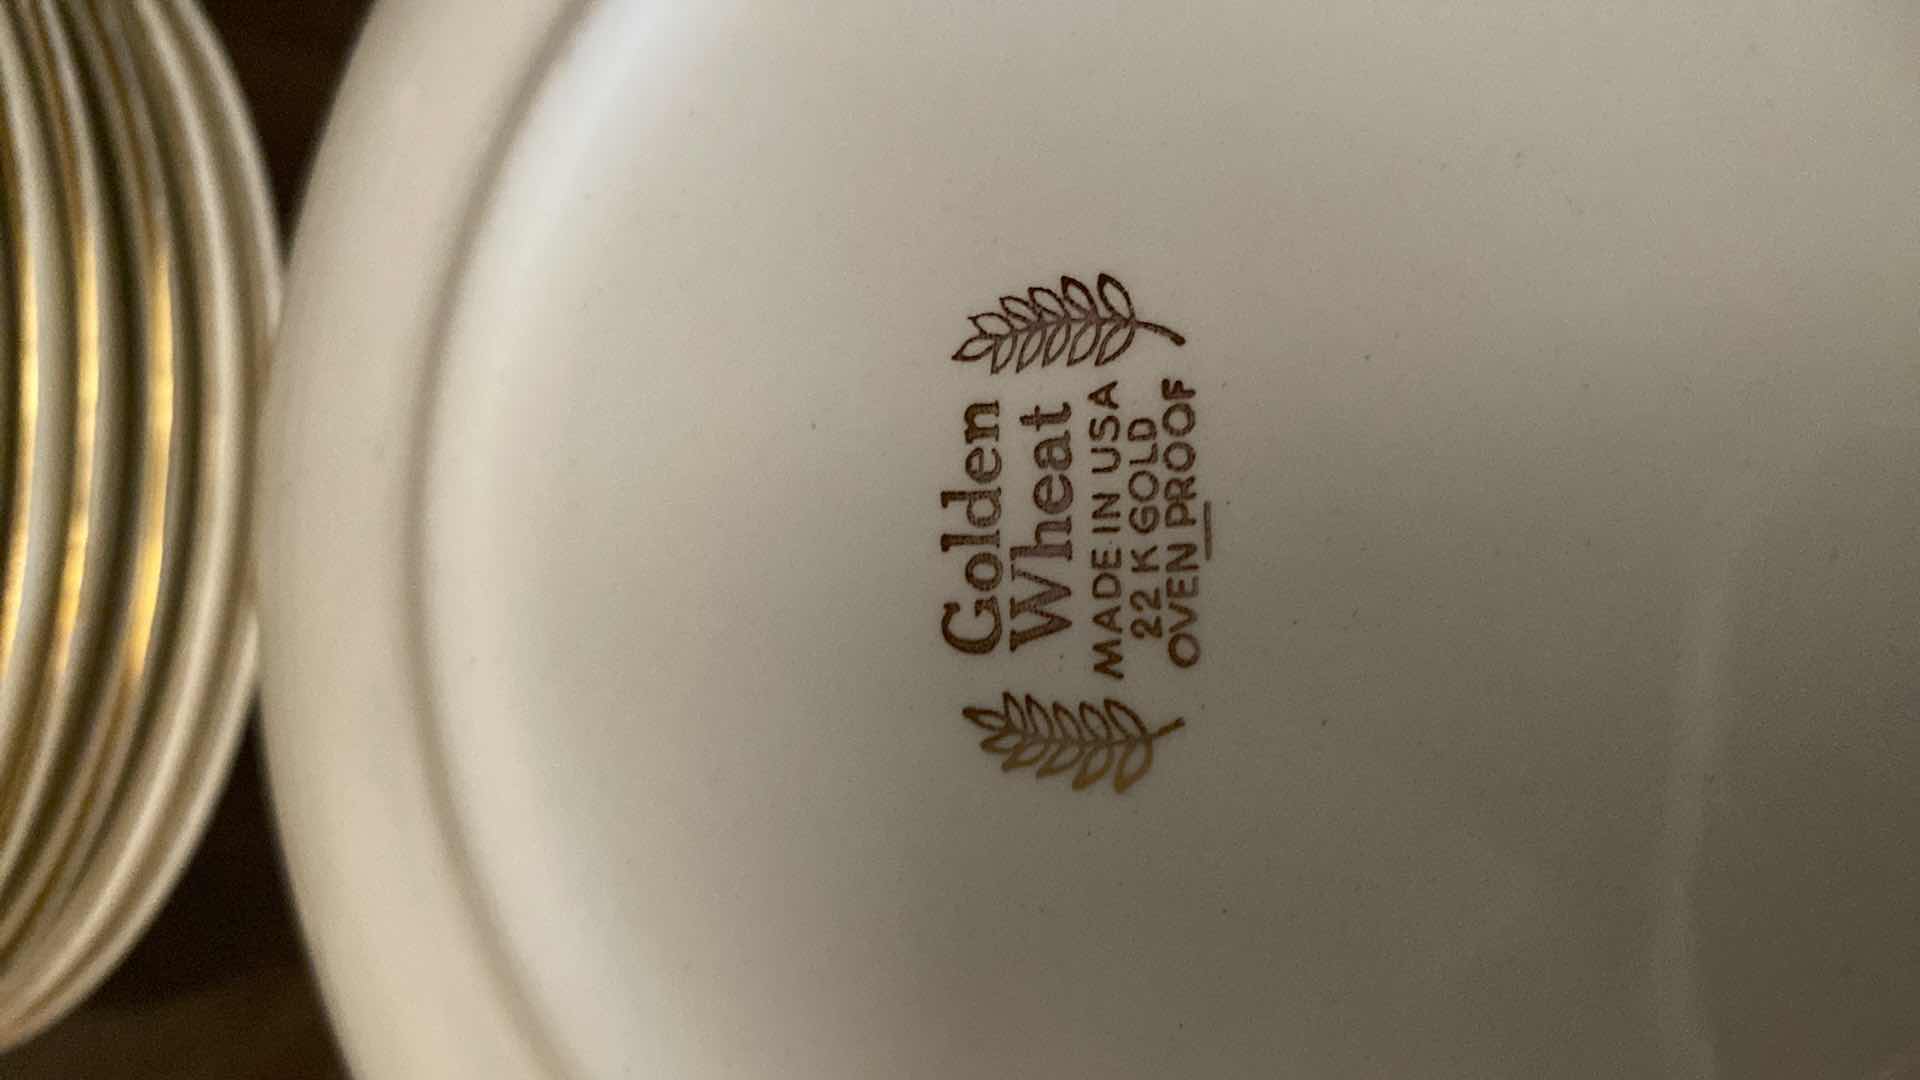 Golden
Wheat
MADE IN USA
22 K GOLD
OVEN PROOF